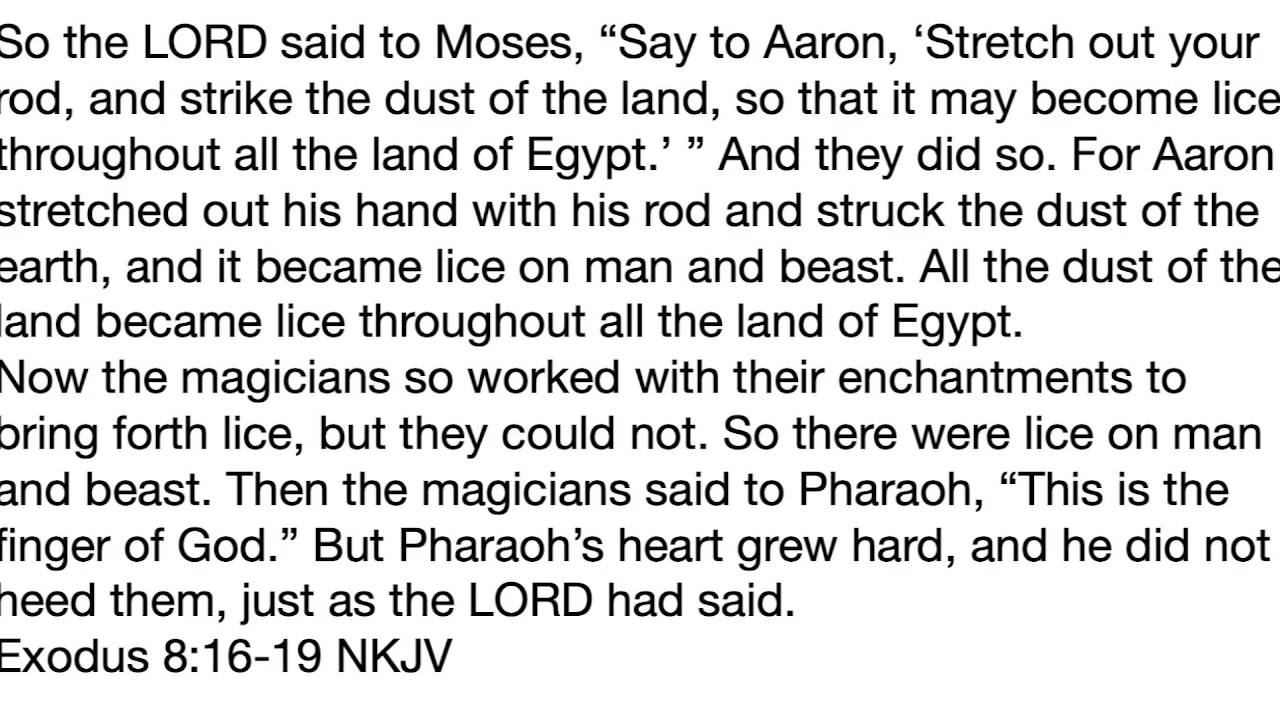 So the LORD said to Moses, “Say to Aaron, ‘Stretch out your
rod, and strike the dust of the land, so that it may become lice
throughout all the land of Egypt.’ ” And they did so. For Aaron
stretched out his hand with his rod and struck the dust of the
earth, and it became lice on man and beast. All the dust of the
land became lice throughout all the land of Egypt.
Now the magicians so worked with their enchantments to
bring forth lice, but they could not. So there were lice on man
and beast. Then the magicians said to Pharaoh, “This is the
finger of God.” But Pharaoh’s heart grew hard, and he did not
heed them, just as the LORD had said.
Exodus 8:16-19 NKJV